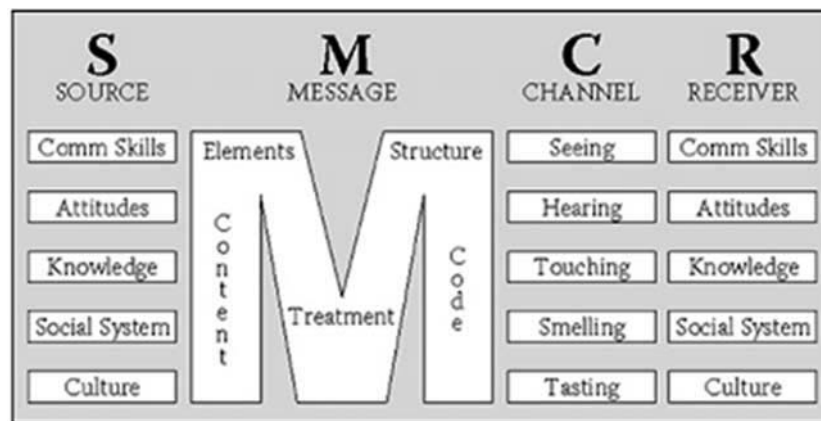 S M C R
SOURCE MESSAGE CHANNEL RECEIVER
Comm Skills Elements Structure Seeing Comm Skills
Attitudes Hearing Attitudes
Content
Code
Knowledge Touching Knowledge
Social System Treatment Smelling Social System
Culture Tasting Culture